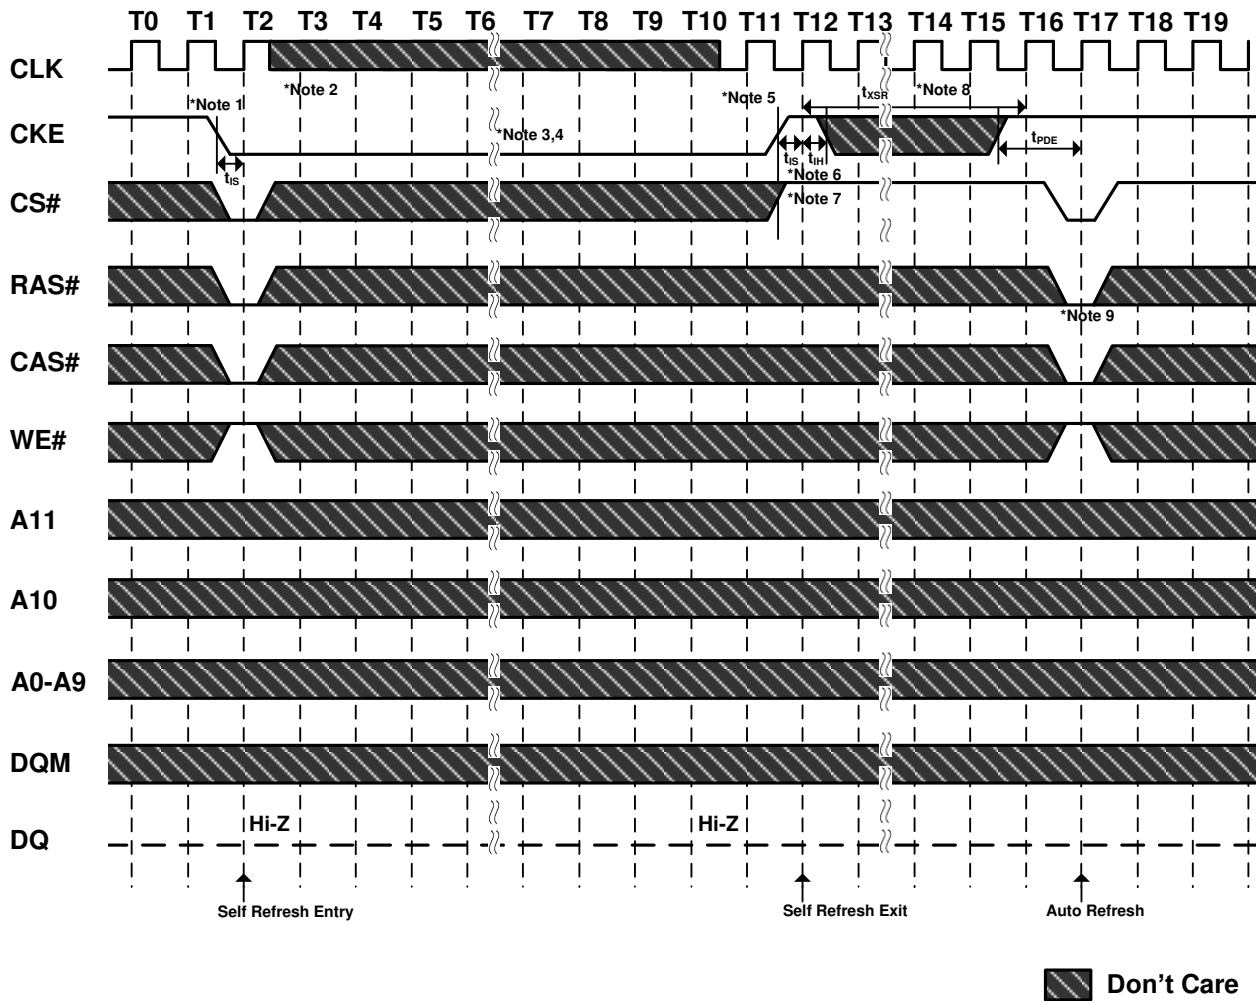 T0 T1 T2 T3 T4 T5 T6 T7 T8 T9 T10 T11 T12 T13 T14 T15 T16 T17 T18 T19
CLK
*Note 1 *Note 2 *Note 5 tXSR *Note 8
CKE *Note 3,4 tPDE
tIS tIS tIH
*Note 6
CS# *Note 7
RAS#
*Note 9
CAS#
WE#
A11
A10
A0-A9
DQM
Hi-Z Hi-Z
DQ
Self Refresh Entry Self Refresh Exit Auto Refresh
Don't Care